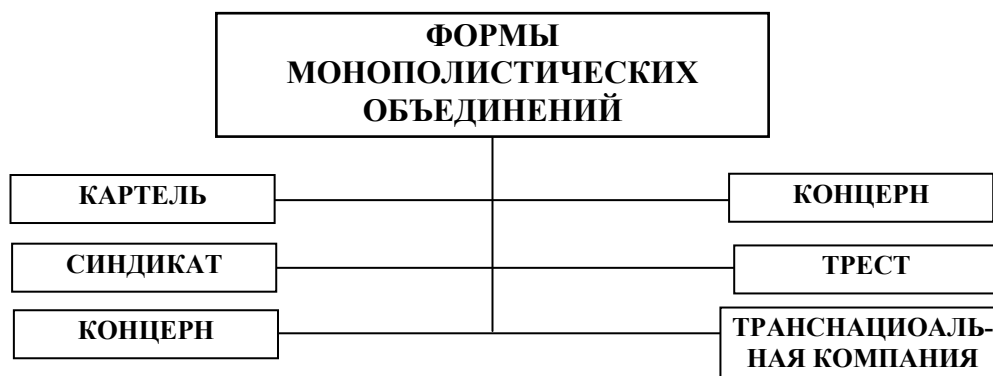 ФОРМЫ
МОНОПОЛИСТИЧЕСКИХ
ОБЪЕДИНЕНИЙ
КАРТЕЛЬ
КОНЦЕРН
СИНДИКАТ
ТРЕСТ
КОНЦЕРН
ТРАНСНАЦИОАЛЬ-
НАЯ КОМПАНИЯ